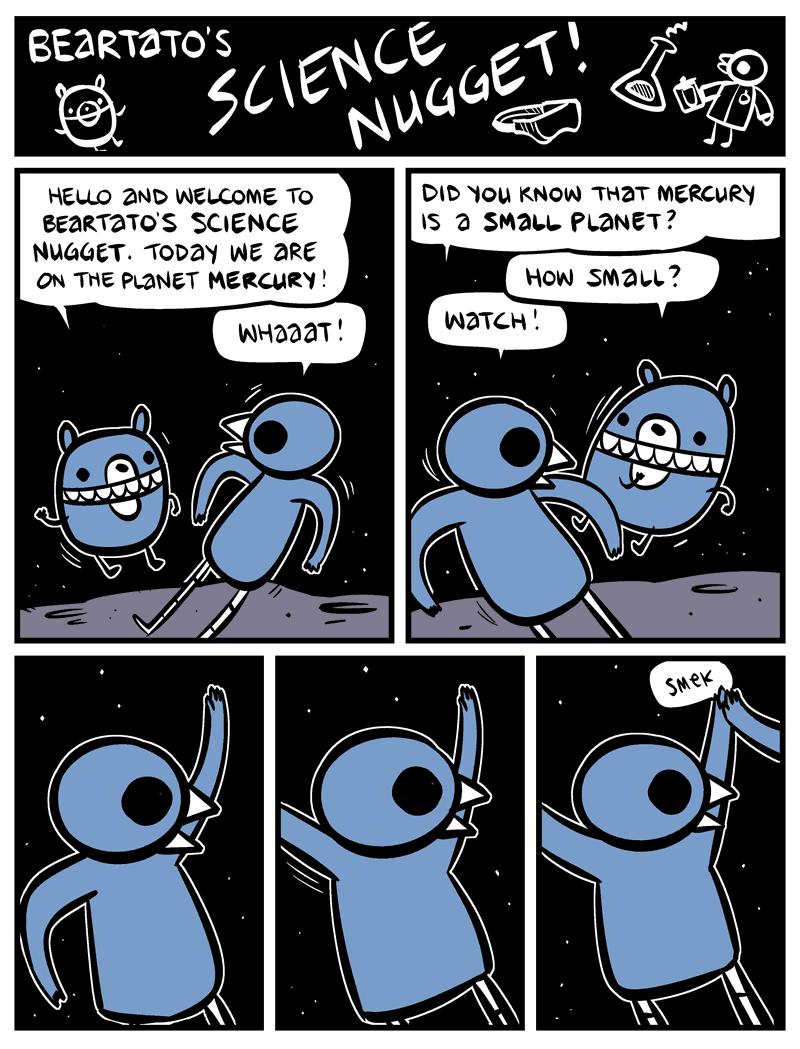 BEARTATO'S
SCIENCE
NUGGET!
HELLO AND WELCOME TO
BEARTATO'S SCIENCE
NUGGET. TODAY WE ARE
ON THE PLANET MERCURY!
WHAAAT!
DID YOU KNOW THAT MERCURY
IS A SMALL PLANET?
HOW SMALL?
WATCH!
SMEK